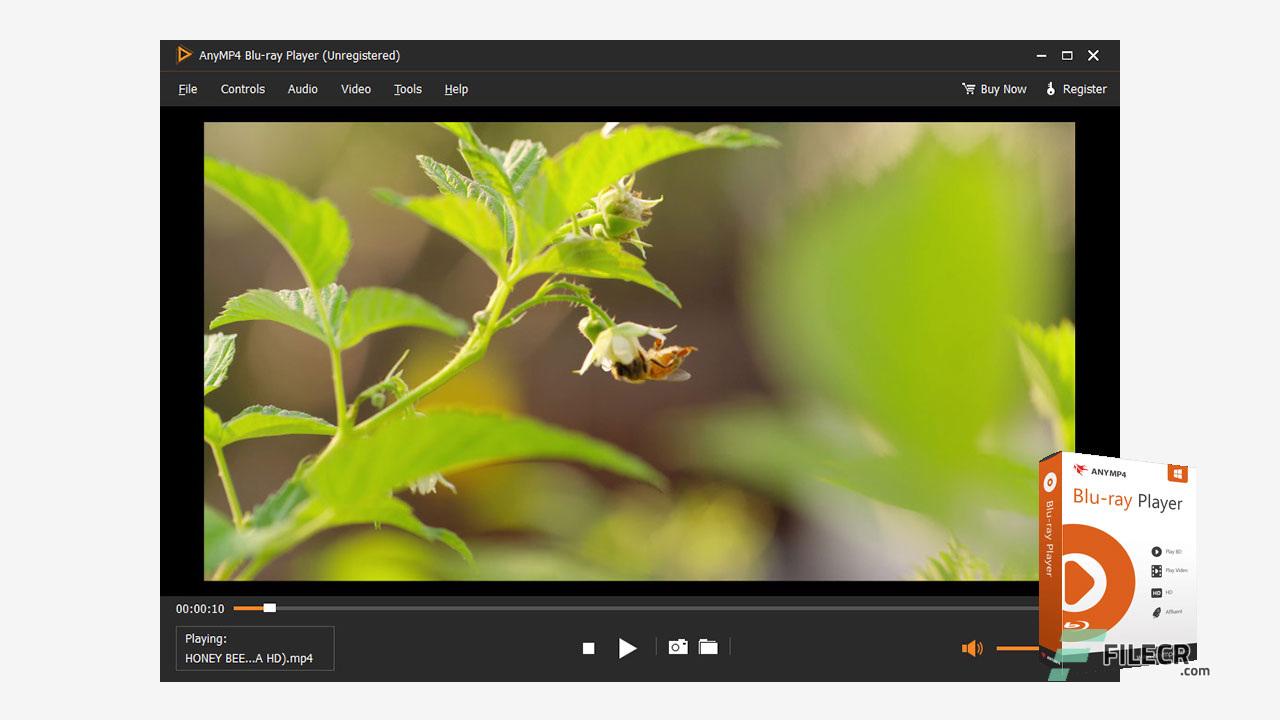 AnyMP4 Blu-ray Player (Unregistered)
File Controls Audio Video Tools Help Buy Now Register
ANYMP4
Blu-ray Player
Blu-ray Player
Play BD
Play Video
HD HD
Affluent
00:00:10
Playing:
HONEY BEE...A HD).mp4
FILECR
.com